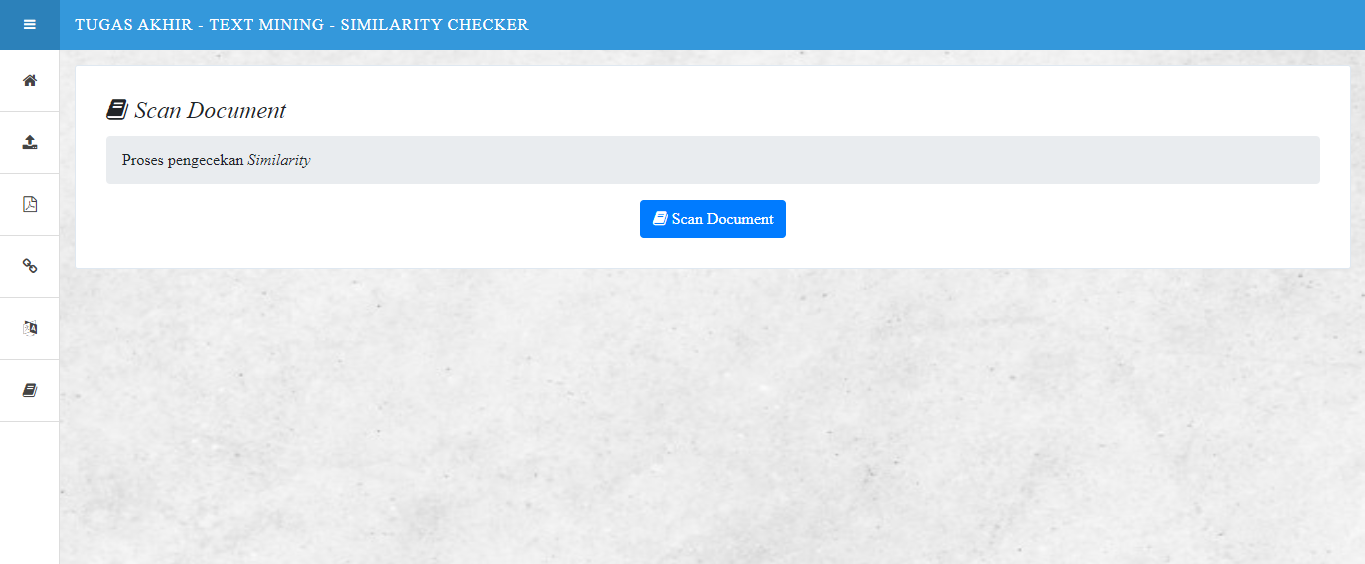 TUGAS AKHIR - TEXT MINING - SIMILARITY CHECKER
Scan Document
Proses pengecekan Similarity
Scan Document